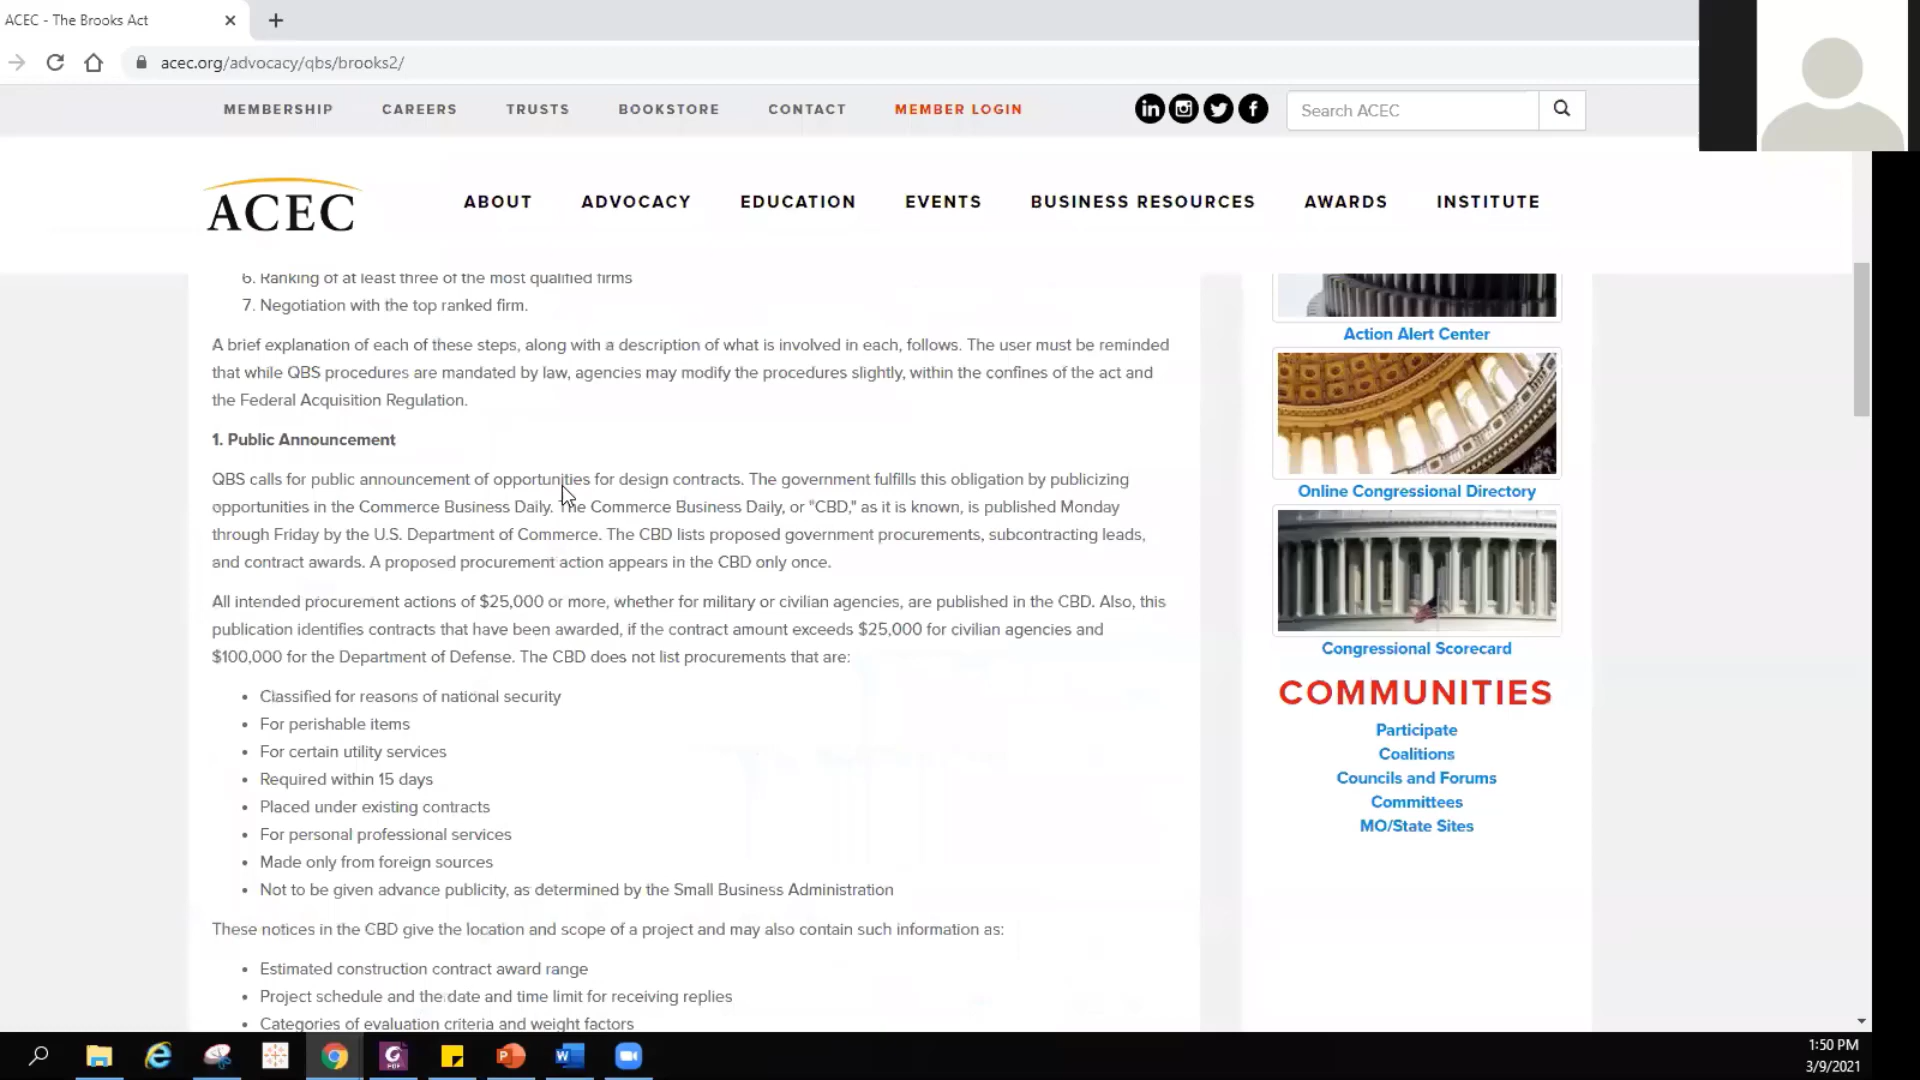 ACEC - The Brooks Act
acec.org/advocacy/qbs/brooks2/
MEMBERSHIP CAREERS TRUSTS BOOKSTORE CONTACT MEMBER LOGIN Search ACEC
ACEC ABOUT ADVOCACY EDUCATION EVENTS BUSINESS RESOURCES AWARDS INSTITUTE
6. Ranking of at least three of the most qualified firms
7. Negotiation with the top ranked firm.
A brief explanation of each of these steps, along with a description of what is involved in each, follows. The user must be reminded
that while QBS procedures are mandated by law, agencies may modify the procedures slightly, within the confines of the act and
the Federal Acquisition Regulation.
1. Public Announcement
QBS calls for public announcement of opportunities for design contracts. The government fulfills this obligation by publicizing
opportunities in the Commerce Business Daily. The Commerce Business Daily, or "CBD," as it is known, is published Monday
through Friday by the U.S. Department of Commerce. The CBD lists proposed government procurements, subcontracting leads,
and contract awards. A proposed procurement action appears in the CBD only once.
All intended procurement actions of $25,000 or more, whether for military or civilian agencies, are published in the CBD. Also, this
publication identifies contracts that have been awarded, if the contract amount exceeds $25,000 for civilian agencies and
$100,000 for the Department of Defense. The CBD does not list procurements that are:
• Classified for reasons of national security
• For perishable items
• For certain utility services
• Required within 15 days
• Placed under existing contracts
• For personal professional services
• Made only from foreign sources
• Not to be given advance publicity, as determined by the Small Business Administration
These notices in the CBD give the location and scope of a project and may also contain such information as:
• Estimated construction contract award range
• Project schedule and the date and time limit for receiving replies
• Categories of evaluation criteria and weight factors
Action Alert Center
Online Congressional Directory
Congressional Scorecard
COMMUNITIES
Participate
Coalitions
Councils and Forums
Committees
MO/State Sites
1:50 PM
3/9/2021